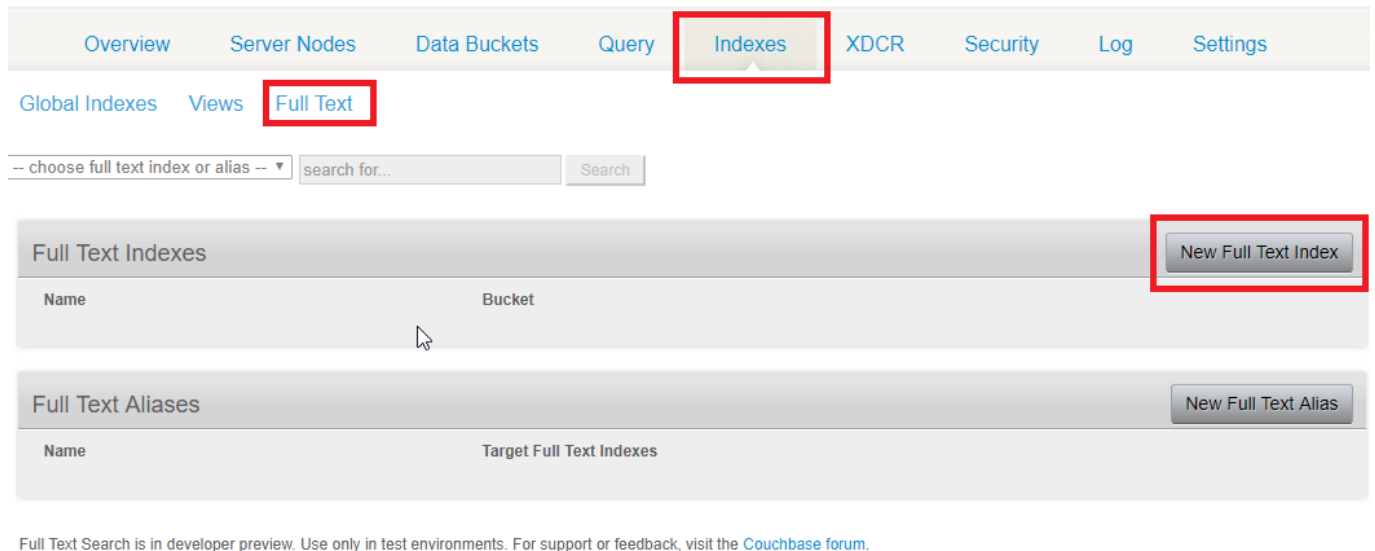 Overview Server Nodes Data Buckets Query Indexes XDCR Security Log Settings
Global Indexes Views Full Text
-- choose full text index or alias -- search for... Search
Full Text Indexes New Full Text Index
Name Bucket
Full Text Aliases New Full Text Alias
Name Target Full Text Indexes
Full Text Search is in developer preview. Use only in test environments. For support or feedback, visit the Couchbase forum.